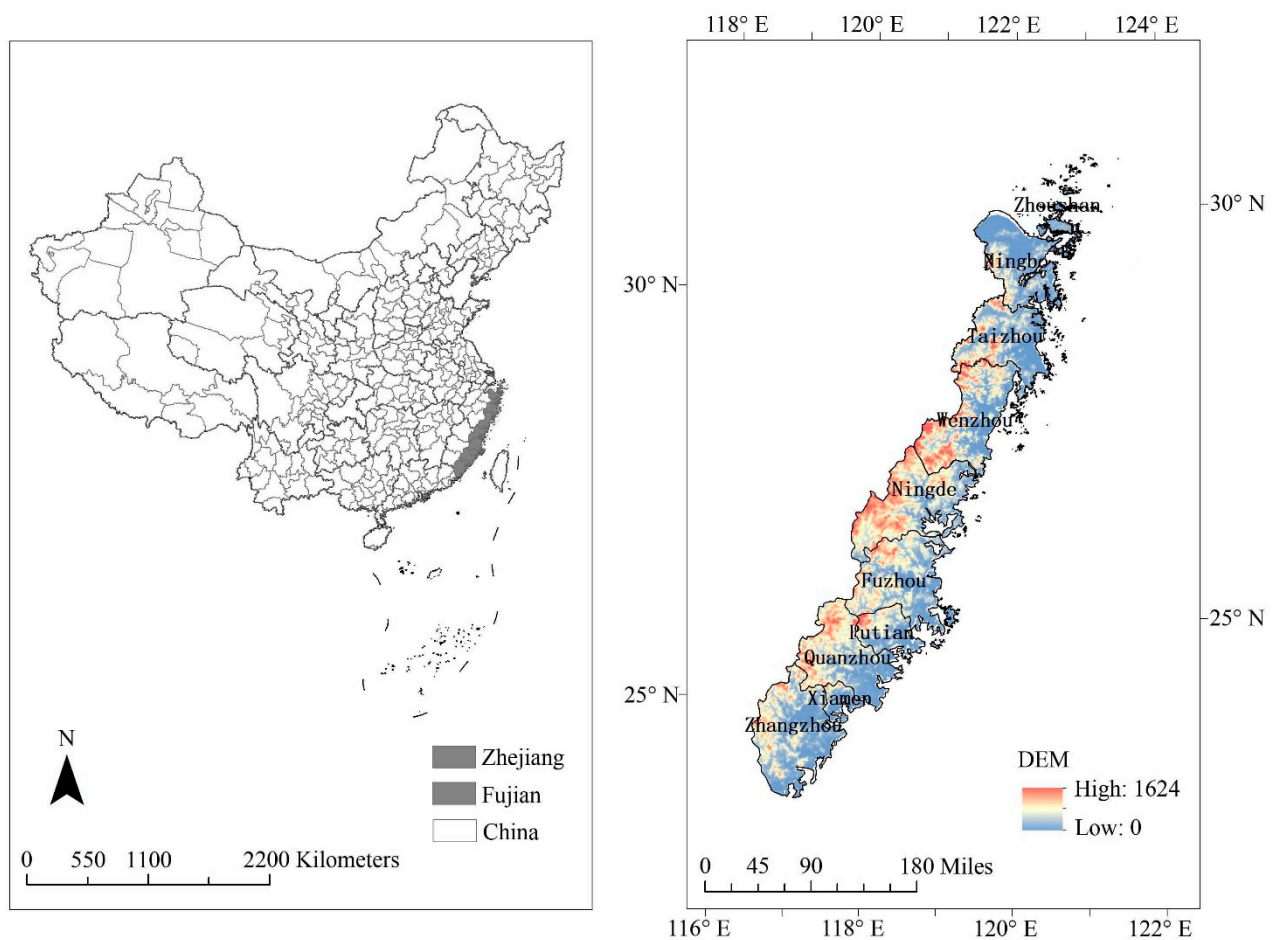 N
Zhejiang
Fujian
China
0 550 1100 2200 Kilometers
118° E 120° E 122° E 124° E
30° N
30° N
25° N
25° N
Zhoushan
Ningbo
Taizhou
Wenzhou
Ningde
Fuzhou
Putian
Quanzhou
Xiamen
Zhangzhou
DEM
High: 1624
Low: 0
0 45 90 180 Miles
116° E 118° E 120° E 122° E